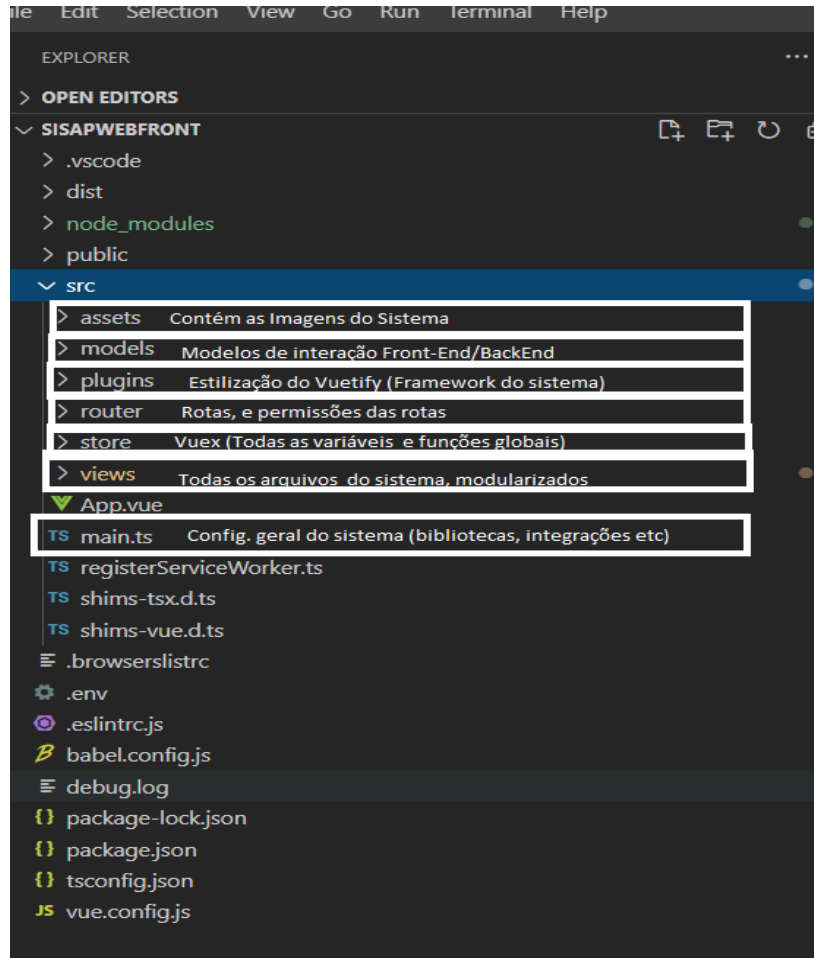 ile Edit Selection View Go Run Terminal Help
EXPLORER ...
> OPEN EDITORS
SISAPWEBFRONT
> .vscode
> dist
> node_modules
> public
src
> assets Contém as Imagens do Sistema
> models Modelos de interação Front-End/BackEnd
> plugins Estilização do Vuetify (Framework do sistema)
> router Rotas, e permissões das rotas
> store Vuex (Todas as variáveis e funções globais)
> views Todas os arquivos do sistema, modularizados
App.vue
TS main.ts Config. geral do sistema (bibliotecas, integrações etc)
TS registerServiceWorker.ts
TS shims-tsx.d.ts
TS shims-vue.d.ts
.browserslistrc
.env
.eslintrc.js
babel.config.js
debug.log
{} package-lock.json
{} package.json
{} tsconfig.json
JS vue.config.js